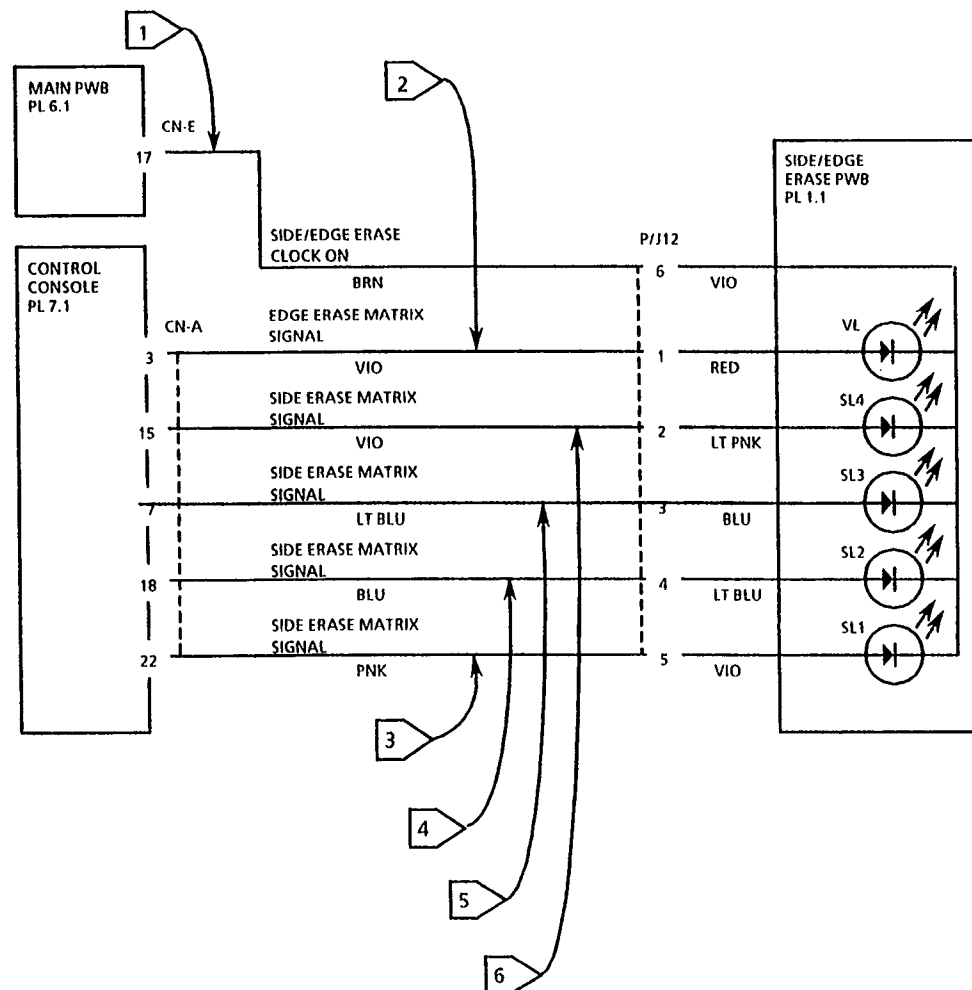 1
2
MAIN PWB
PL 6.1
CN-E
17
SIDE/EDGE
ERASE PWB
PL 1.1
CONTROL
CONSOLE
PL 7.1
SIDE/EDGE ERASE
CLOCK ON
BRN
P/J12
6
VIO
CN-A
EDGE ERASE MATRIX
SIGNAL
3
VIO
1
RED
VL
SIDE ERASE MATRIX
SIGNAL
15
VIO
2
LT PNK
SL4
SIDE ERASE MATRIX
SIGNAL
7
LT BLU
3
BLU
SL3
SIDE ERASE MATRIX
SIGNAL
18
BLU
4
LT BLU
SL2
SIDE ERASE MATRIX
SIGNAL
22
PNK
5
VIO
SL1
3
4
5
6